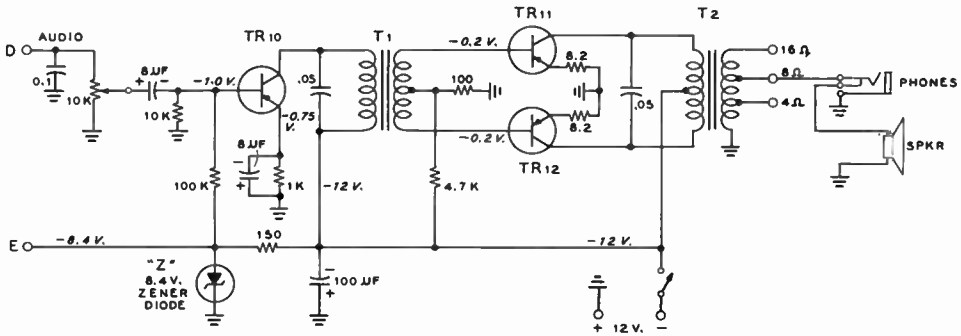 D
AUDIO
0.1
10K
8 µF
+ -
10K
-1.0V.
TR10
-0.75 V.
8 µF
-
+
1K
.05
-12 V.
T1
-0.2 V.
100
-0.2 V.
4.7 K
TR11
8.2
8.2
TR12
.05
T2
16 Ω
8 Ω
4 Ω
PHONES
SPKR
100K
E
-8.4 V.
150
-12 V.
"Z"
8.4 V.
ZENER
DIODE
-
100 µF
+
+ 12 V. -